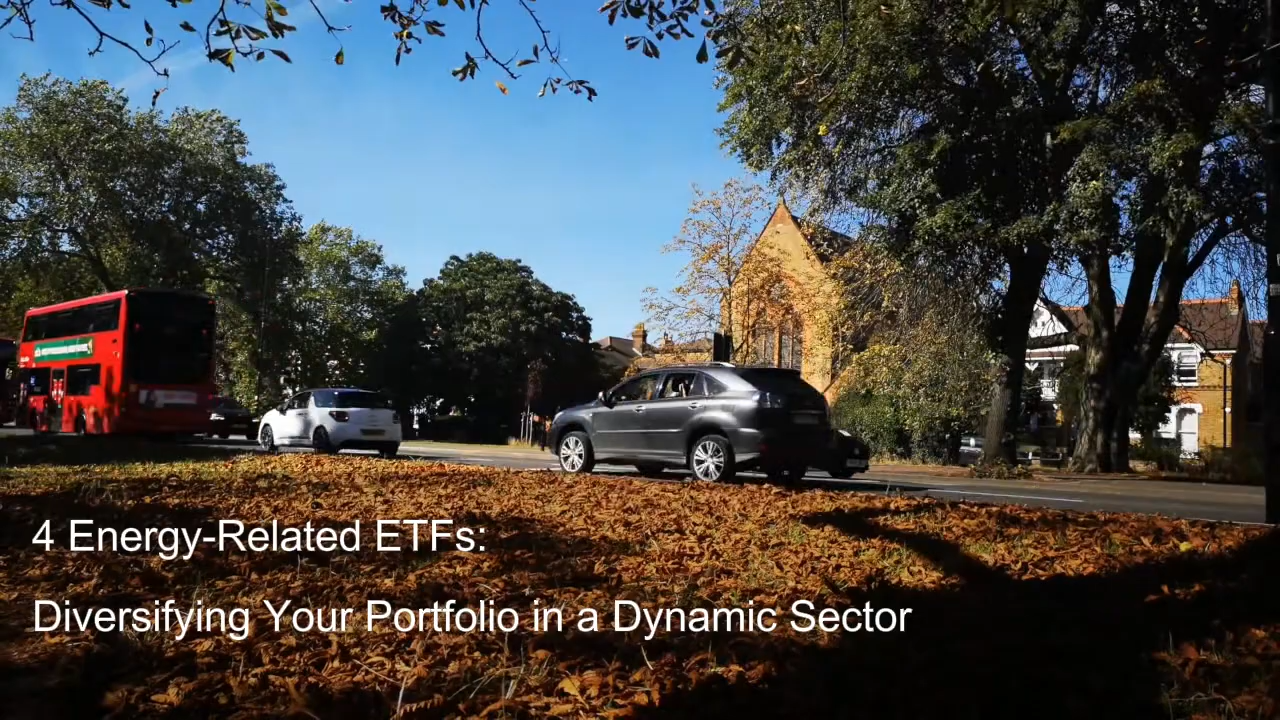 4 Energy-Related ETFs:
Diversifying Your Portfolio in a Dynamic Sector